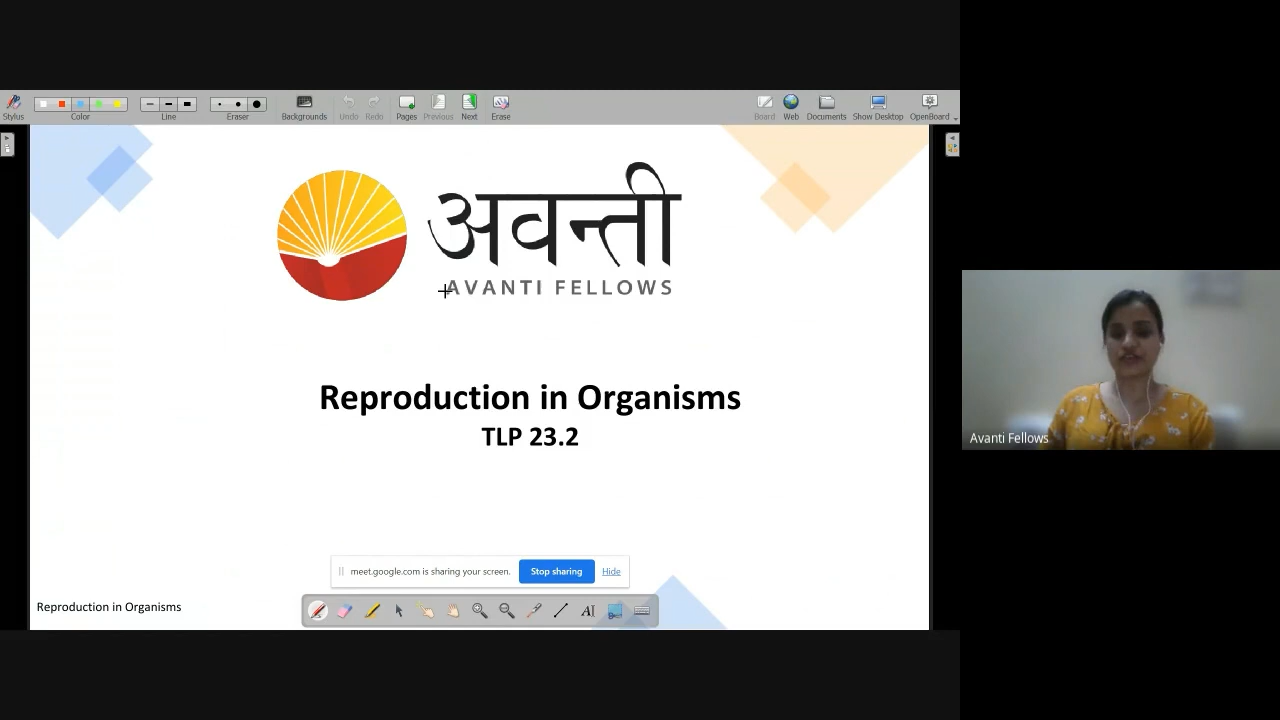 Stylus
Color
Line
Eraser
Backgrounds
Undo
Redo
Pages
Previous
Next
Erase
Board
Web
Documents
Show Desktop
OpenBoard
अवन्ती
AVANTI FELLOWS
Reproduction in Organisms
TLP 23.2
meet.google.com is sharing your screen.
Stop sharing
Hide
Reproduction in Organisms
AI
Avanti Fellows